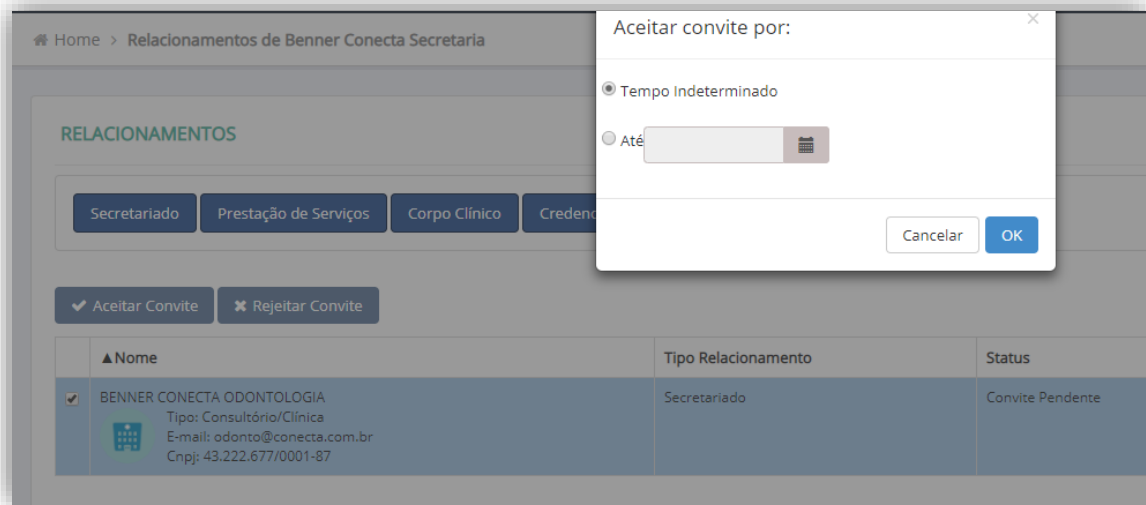 Home > Relacionamentos de Benner Conecta Secretaria
Aceitar convite por:
×
Tempo Indeterminado
Até
Cancelar
OK
RELACIONAMENTOS
Secretariado
Prestação de Serviços
Corpo Clínico
Aceitar Convite
Rejeitar Convite
▲Nome
Tipo Relacionamento
Status
BENNER CONECTA ODONTOLOGIA
Secretariado
Convite Pendente
Tipo: Consultório/Clínica
E-mail: odonto@conecta.com.br
Cnpj: 43.222.677/0001-87